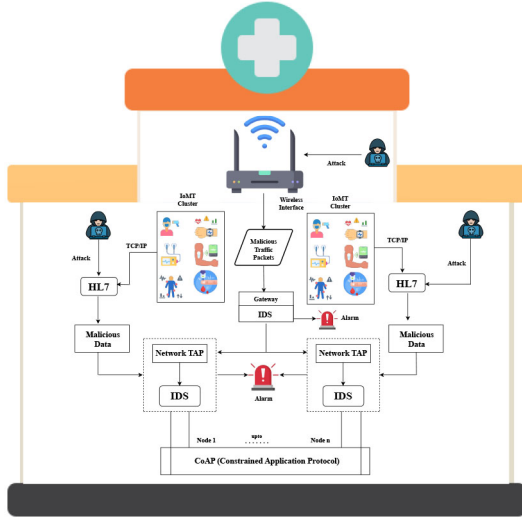 Attack
IoMT
Cluster
Wireless
Interface
IoMT
Cluster
TCP/IP
Malicious
Traffic
Packets
TCP/IP
Attack
Attack
HL7
HL7
Gateway
IDS
Alarm
Malicious
Data
Malicious
Data
Network TAP
Network TAP
IDS
Alarm
IDS
Node 1
upto
Node n
CoAP (Constrained Application Protocol)